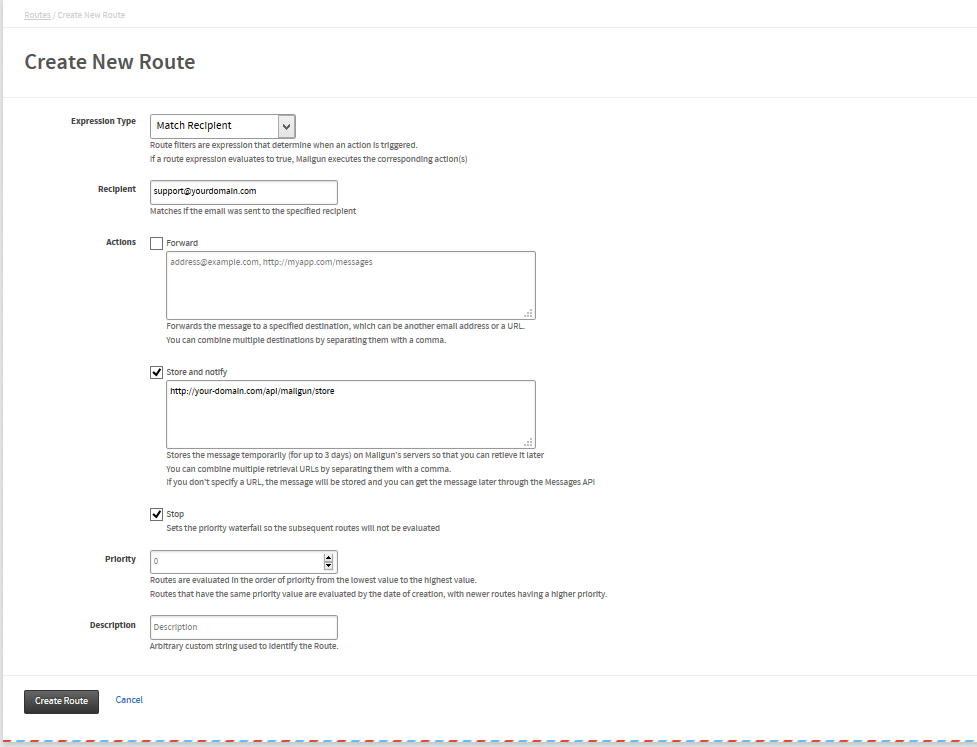 Routes / Create New Route
Create New Route
Expression Type
Match Recipient
Route filters are expression that determine when an action is triggered.
If a route expression evaluates to true, Mailgun executes the corresponding action(s)
Recipient
support@yourdomain.com
Matches if the email was sent to the specified recipient
Actions
Forward
address@example.com, http://myapp.com/messages
Forwards the message to a specified destination, which can be another email address or a URL.
You can combine multiple destinations by separating them with a comma.
Store and notify
http://your-domain.com/api/mailgun/store
Stores the message temporarily (for up to 3 days) on Mailgun's servers so that you can retieve it later
You can combine multiple retrieval URLs by separating them with a comma.
If you don't specify a URL, the message will be stored and you can get the message later through the Messages API
Stop
Sets the priority waterfall so the subsequent routes will not be evaluated
Priority
0
Routes are evaluated in the order of priority from the lowest value to the highest value.
Routes that have the same priority value are evaluated by the date of creation, with newer routes having a higher priority.
Description
Description
Arbitrary custom string used to identify the Route.
Create Route
Cancel